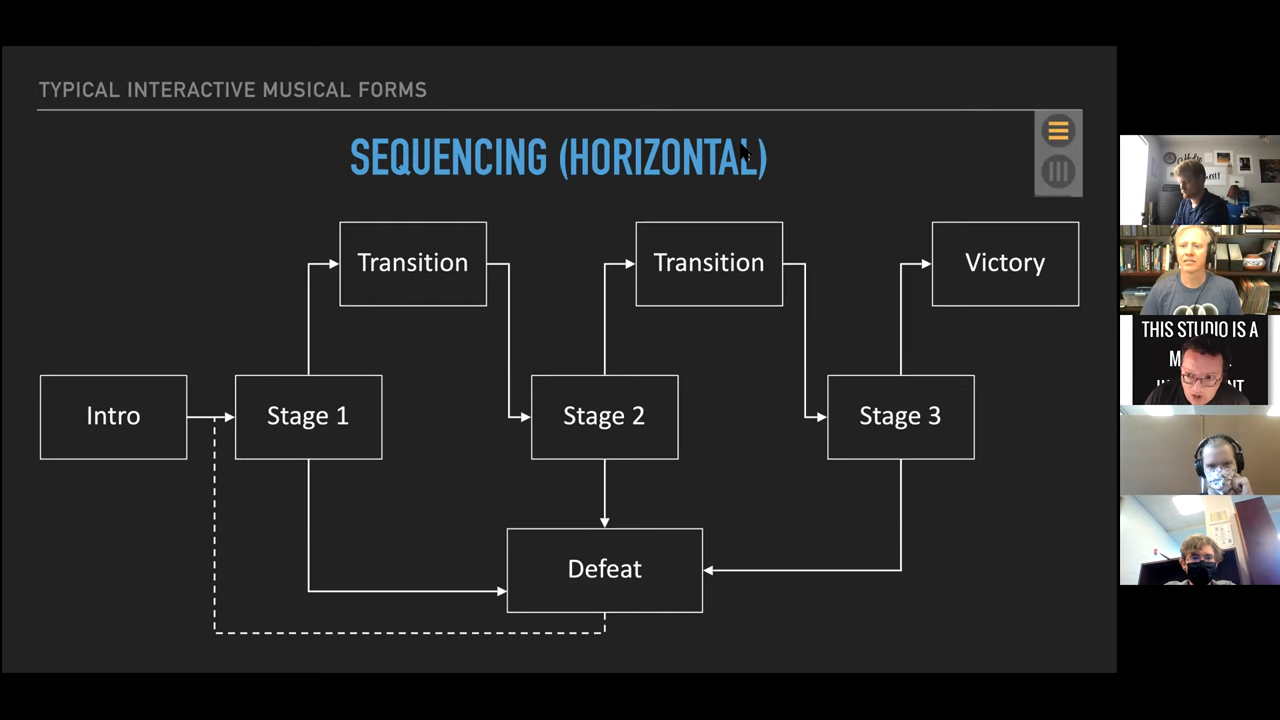 TYPICAL INTERACTIVE MUSICAL FORMS
SEQUENCING (HORIZONTAL)
Transition
Transition
Victory
Intro
Stage 1
Stage 2
Stage 3
Defeat
THIS STUDIO IS A